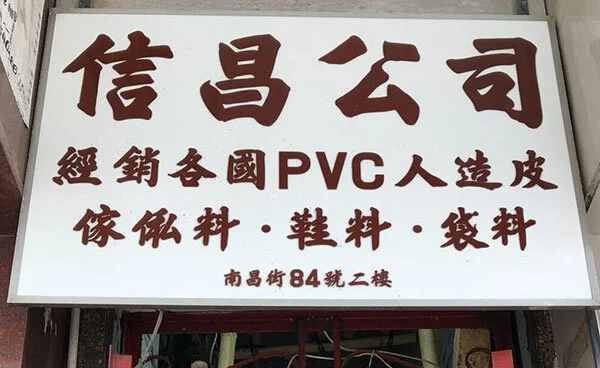 信昌公司
經銷各國PVC人造皮
傢俬料·鞋料·袋料
南昌街84號二樓